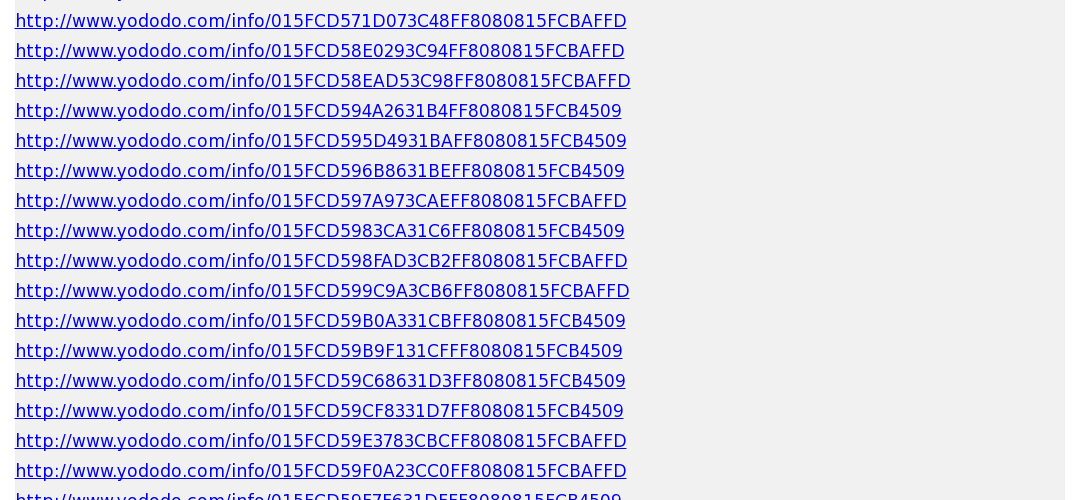 http://www.yododo.com/info/015FCD571D073C48FF8080815FCBAFFD
http://www.yododo.com/info/015FCD58E0293C94FF8080815FCBAFFD
http://www.yododo.com/info/015FCD58EAD53C98FF8080815FCBAFFD
http://www.yododo.com/info/015FCD594A2631B4FF8080815FCB4509
http://www.yododo.com/info/015FCD595D4931BAFF8080815FCB4509
http://www.yododo.com/info/015FCD596B8631BEFF8080815FCB4509
http://www.yododo.com/info/015FCD597A973CAEFF8080815FCBAFFD
http://www.yododo.com/info/015FCD5983CA31C6FF8080815FCB4509
http://www.yododo.com/info/015FCD598FAD3CB2FF8080815FCBAFFD
http://www.yododo.com/info/015FCD599C9A3CB6FF8080815FCBAFFD
http://www.yododo.com/info/015FCD59B0A331CBFF8080815FCB4509
http://www.yododo.com/info/015FCD59B9F131CFFF8080815FCB4509
http://www.yododo.com/info/015FCD59C68631D3FF8080815FCB4509
http://www.yododo.com/info/015FCD59CF8331D7FF8080815FCB4509
http://www.yododo.com/info/015FCD59E3783CBCFF8080815FCBAFFD
http://www.yododo.com/info/015FCD59F0A23CC0FF8080815FCBAFFD